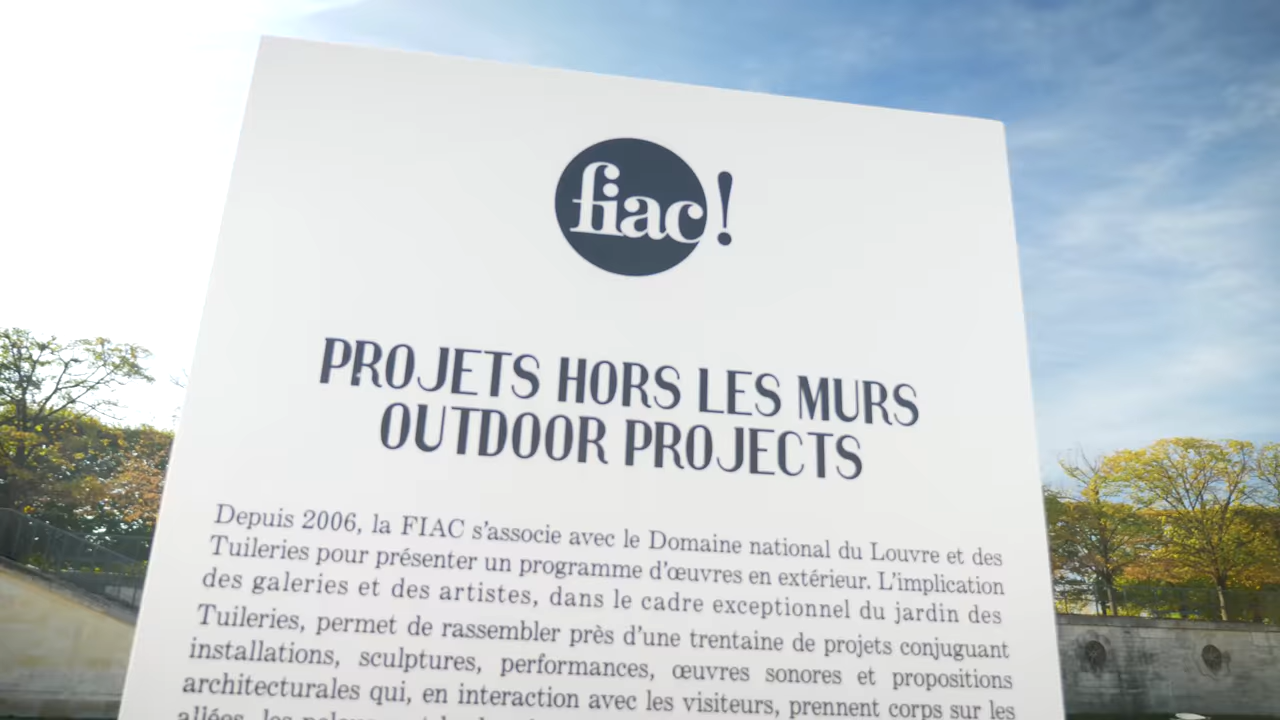 fiac!
PROJETS HORS LES MURS
OUTDOOR PROJECTS
Depuis 2006, la FIAC s'associe avec le Domaine national du Louvre et des
Tuileries pour présenter un programme d'œuvres en extérieur. L'implication
des galeries et des artistes, dans le cadre exceptionnel du jardin des
Tuileries, permet de rassembler près d'une trentaine de projets conjuguant
installations, sculptures, performances, œuvres sonores et propositions
architecturales qui, en interaction avec les visiteurs, prennent corps sur les
allées, les